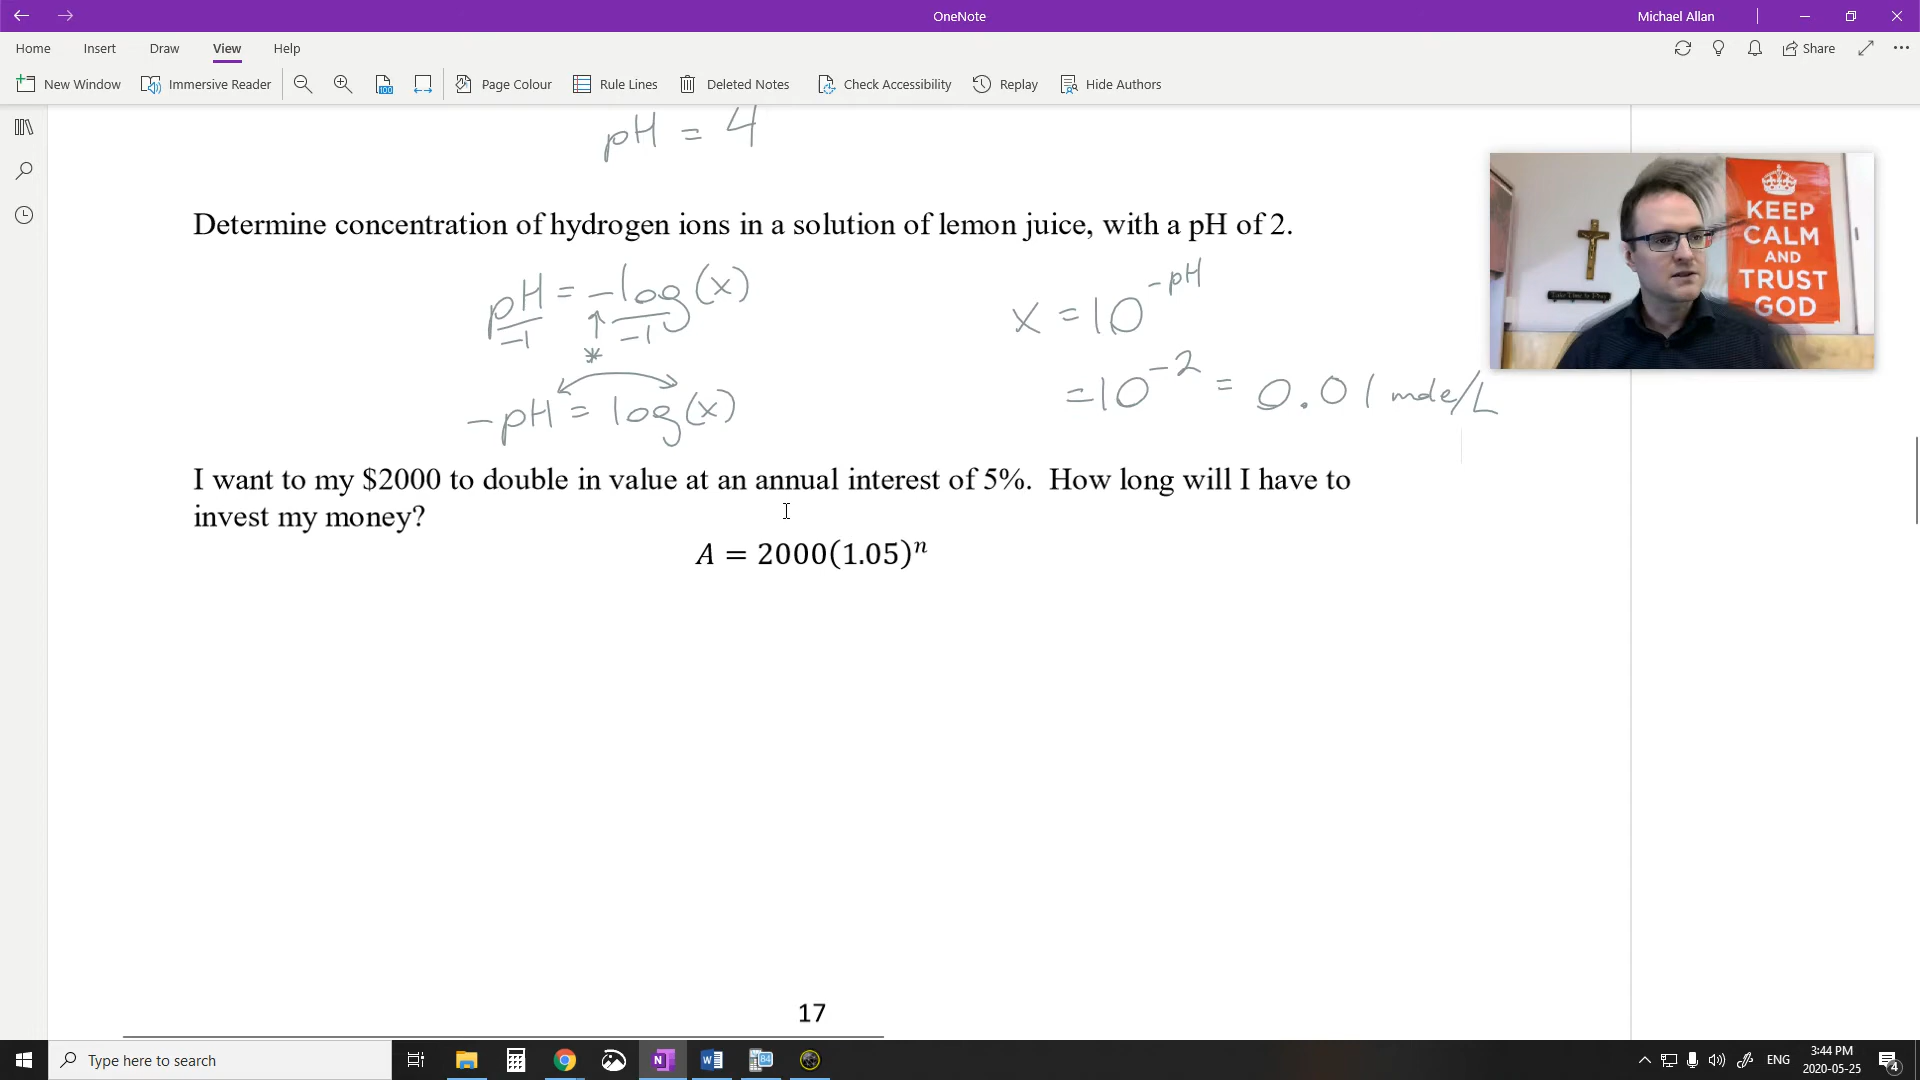 OneNote
Michael Allan
Home Insert Draw View Help
Share
New Window Immersive Reader 100 Page Colour Rule Lines Deleted Notes Check Accessibility Replay Hide Authors
pH = 4
KEEP
CALM
AND
TRUST
GOD
Determine concentration of hydrogen ions in a solution of lemon juice, with a pH of 2.
pH = -log(x)
-1 -1
*
-pH = log(x)
x = 10^-pH
= 10^-2 = 0.01 mole/L
I want to my $2000 to double in value at an annual interest of 5%. How long will I have to
invest my money?
A = 2000(1.05)^n
17
Type here to search
84
ENG
3:44 PM
2020-05-25
4